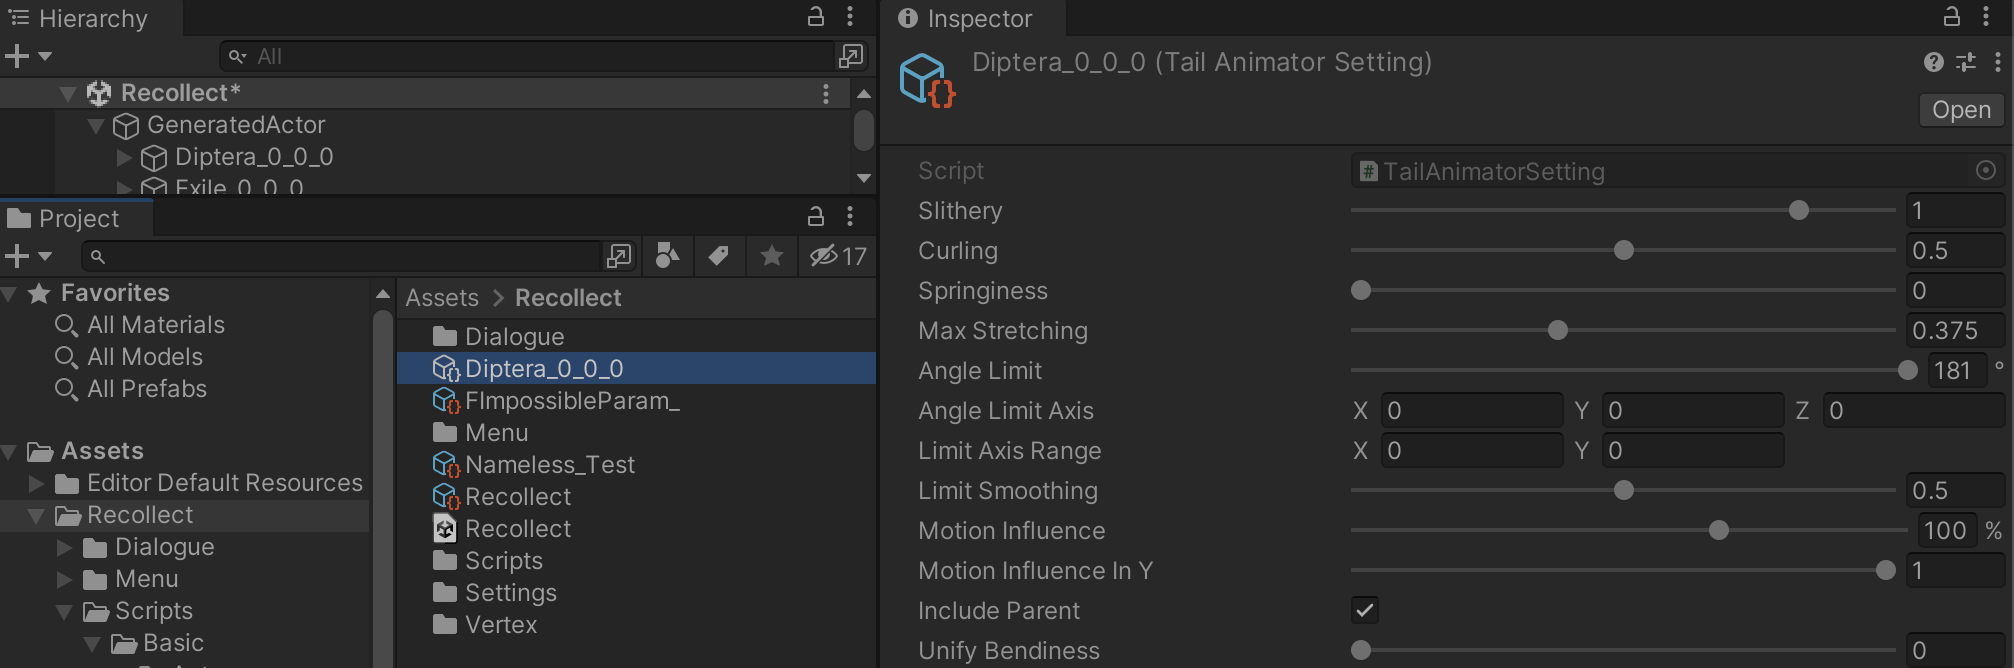 Hierarchy
All
Recollect*
GeneratedActor
Diptera_0_0_0
Exile_0_0_0
Project
17
Favorites
All Materials
All Models
All Prefabs
Assets
Editor Default Resources
Recollect
Dialogue
Menu
Scripts
Basic
Assets > Recollect
Dialogue
Diptera_0_0_0
FImpossibleParam_
Menu
Nameless_Test
Recollect
Recollect
Scripts
Settings
Vertex
Inspector
Diptera_0_0_0 (Tail Animator Setting)
Open
Script # TailAnimatorSetting
Slithery 1
Curling 0.5
Springiness 0
Max Stretching 0.375
Angle Limit 181 °
Angle Limit Axis X 0 Y 0 Z 0
Limit Axis Range X 0 Y 0
Limit Smoothing 0.5
Motion Influence 100 %
Motion Influence In Y 1
Include Parent
Unify Bendiness 0